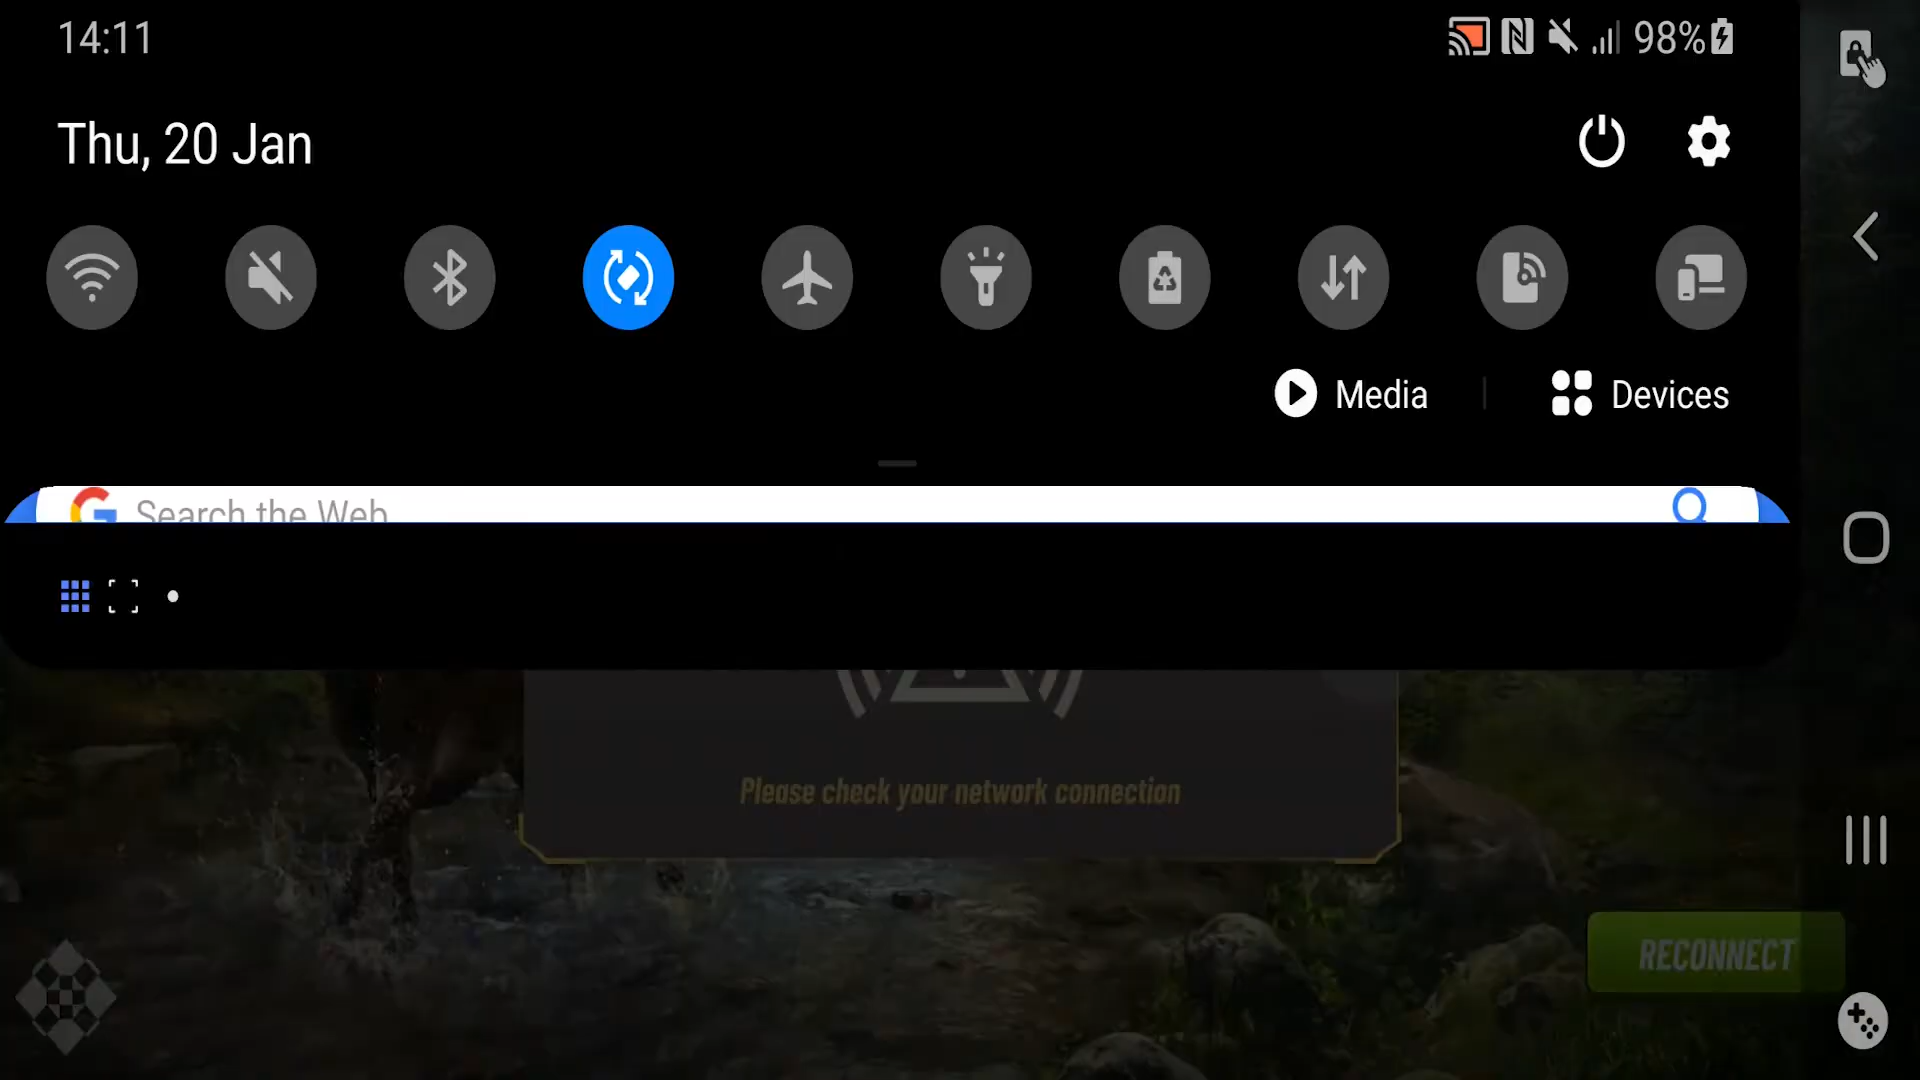 14:11
98%
Thu, 20 Jan
Media
Devices
Search the Web
Please check your network connection
RECONNECT